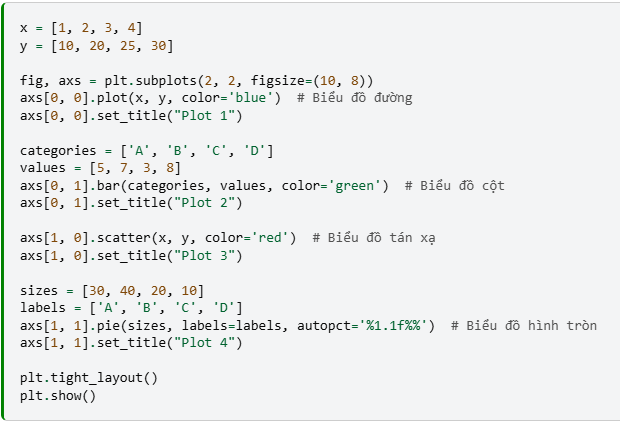 x = [1, 2, 3, 4]
y = [10, 20, 25, 30]
fig, axs = plt.subplots(2, 2, figsize=(10, 8))
axs[0, 0].plot(x, y, color='blue')  # Biểu đồ đường
axs[0, 0].set_title("Plot 1")
categories = ['A', 'B', 'C', 'D']
values = [5, 7, 3, 8]
axs[0, 1].bar(categories, values, color='green')  # Biểu đồ cột
axs[0, 1].set_title("Plot 2")
axs[1, 0].scatter(x, y, color='red')  # Biểu đồ tán xạ
axs[1, 0].set_title("Plot 3")
sizes = [30, 40, 20, 10]
labels = ['A', 'B', 'C', 'D']
axs[1, 1].pie(sizes, labels=labels, autopct='%1.1f%%')  # Biểu đồ hình tròn
axs[1, 1].set_title("Plot 4")
plt.tight_layout()
plt.show()